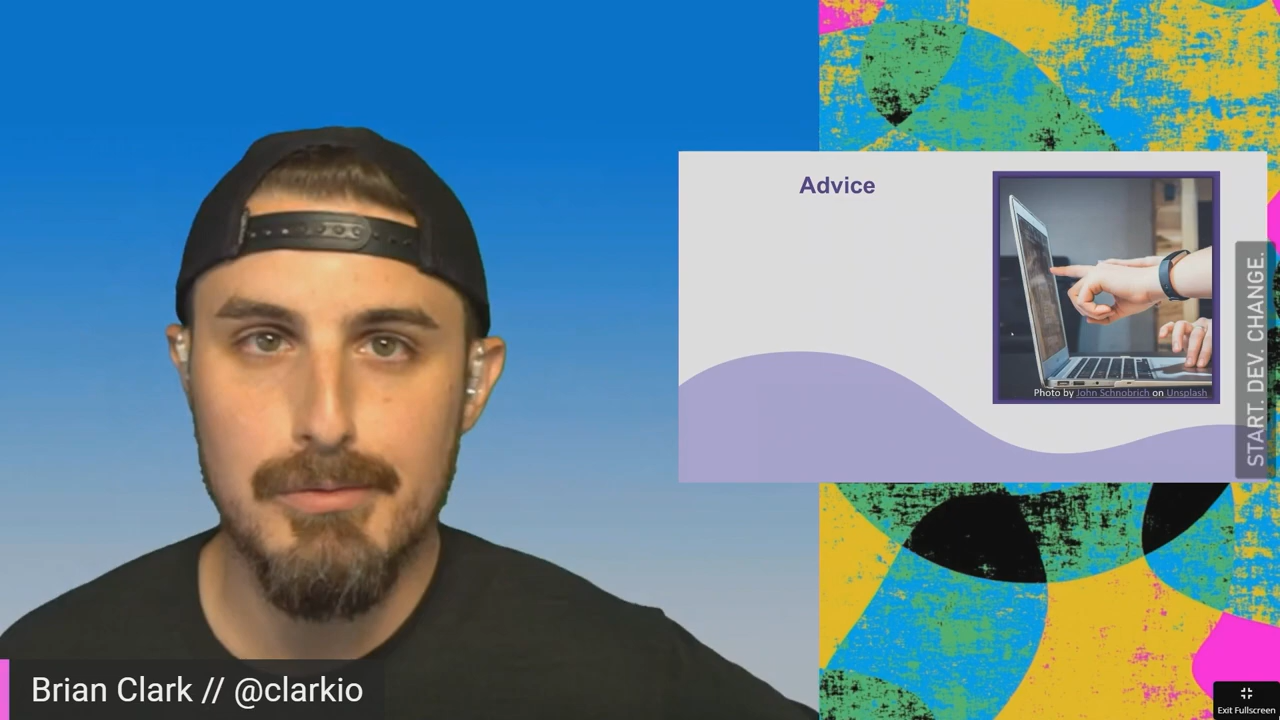 Advice
Photo by John Schnobrich on Unsplash
START. DEV. CHANGE.
Brian Clark // @clarkio
Exit Fullscreen